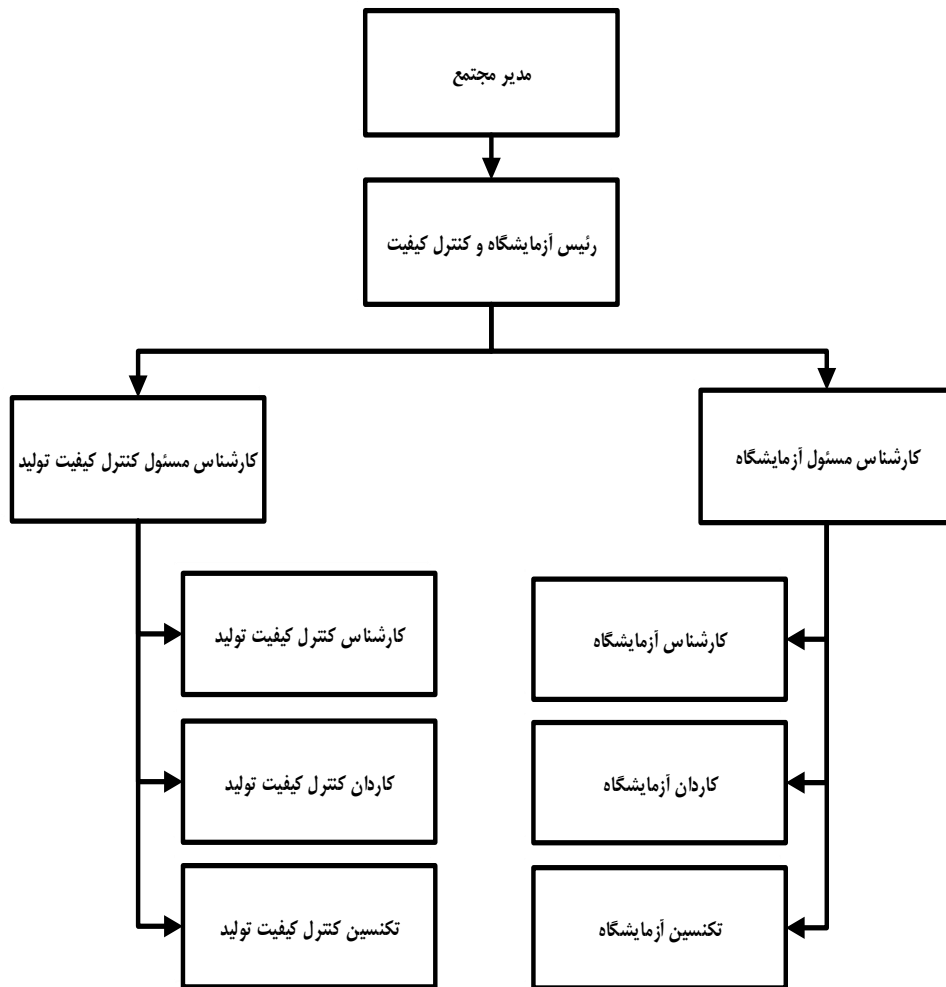 مدیر مجتمع
رئیس آزمایشگاه و کنترل کیفیت
کارشناس مسئول آزمایشگاه
کارشناس مسئول کنترل کیفیت تولید
کارشناس آزمایشگاه
کاردان آزمایشگاه
تکنسین آزمایشگاه
کارشناس کنترل کیفیت تولید
کاردان کنترل کیفیت تولید
تکنسین کنترل کیفیت تولید